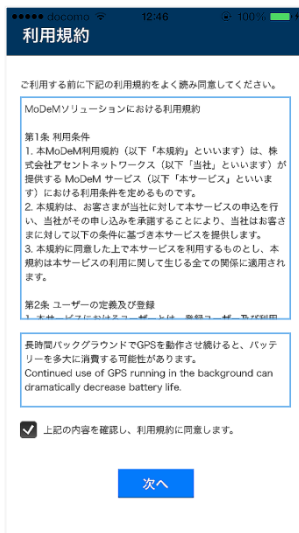 docomo 12:46 100%
利用規約
ご利用する前に下記の利用規約をよく読み同意してください。
MoDeMソリューションにおける利用規約
第1条 利用条件
1. 本MoDeM利用規約（以下「本規約」といいます）は、株
式会社アセントネットワークス（以下「当社」といいます）が
提供する MoDeM サービス（以下「本サービス」といいま
す）における利用条件を定めるものです。
2. 本規約は、お客さまが当社に対して本サービスの申込を行
い、当社がその申し込みを承諾することにより、当社はお客さ
まに対して以下の条件に基づき本サービスを提供します。
3. 本規約に同意した上で本サービスを利用するものとし、本
規約は本サービスの利用に関して生じる全ての関係に適用され
ます。
第2条 ユーザーの定義及び登録
長時間バックグラウンドでGPSを動作させ続けると、バッテ
リーを多大に消費する可能性があります。
Continued use of GPS running in the background can
dramatically decrease battery life.
上記の内容を確認し、利用規約に同意します。
次へ